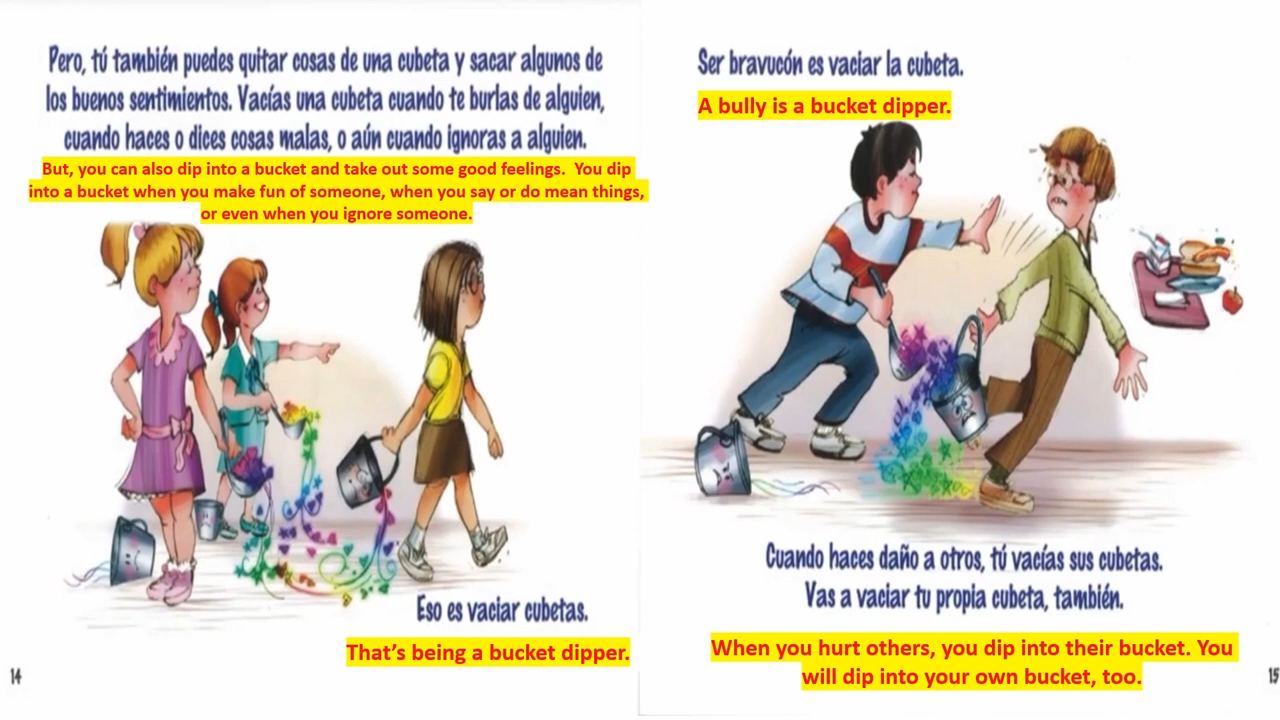 Pero, tú también puedes quitar cosas de una cubeta y sacar algunos de
los buenos sentimientos. Vacías una cubeta cuando te burlas de alguien,
cuando haces o dices cosas malas, o aún cuando ignoras a alguien.
But, you can also dip into a bucket and take out some good feelings. You dip
into a bucket when you make fun of someone, when you say or do mean things,
or even when you ignore someone.
Eso es vaciar cubetas.
That’s being a bucket dipper.
14
Ser bravucón es vaciar la cubeta.
A bully is a bucket dipper.
Cuando haces daño a otros, tú vacías sus cubetas.
Vas a vaciar tu propia cubeta, también.
When you hurt others, you dip into their bucket. You
will dip into your own bucket, too.
15